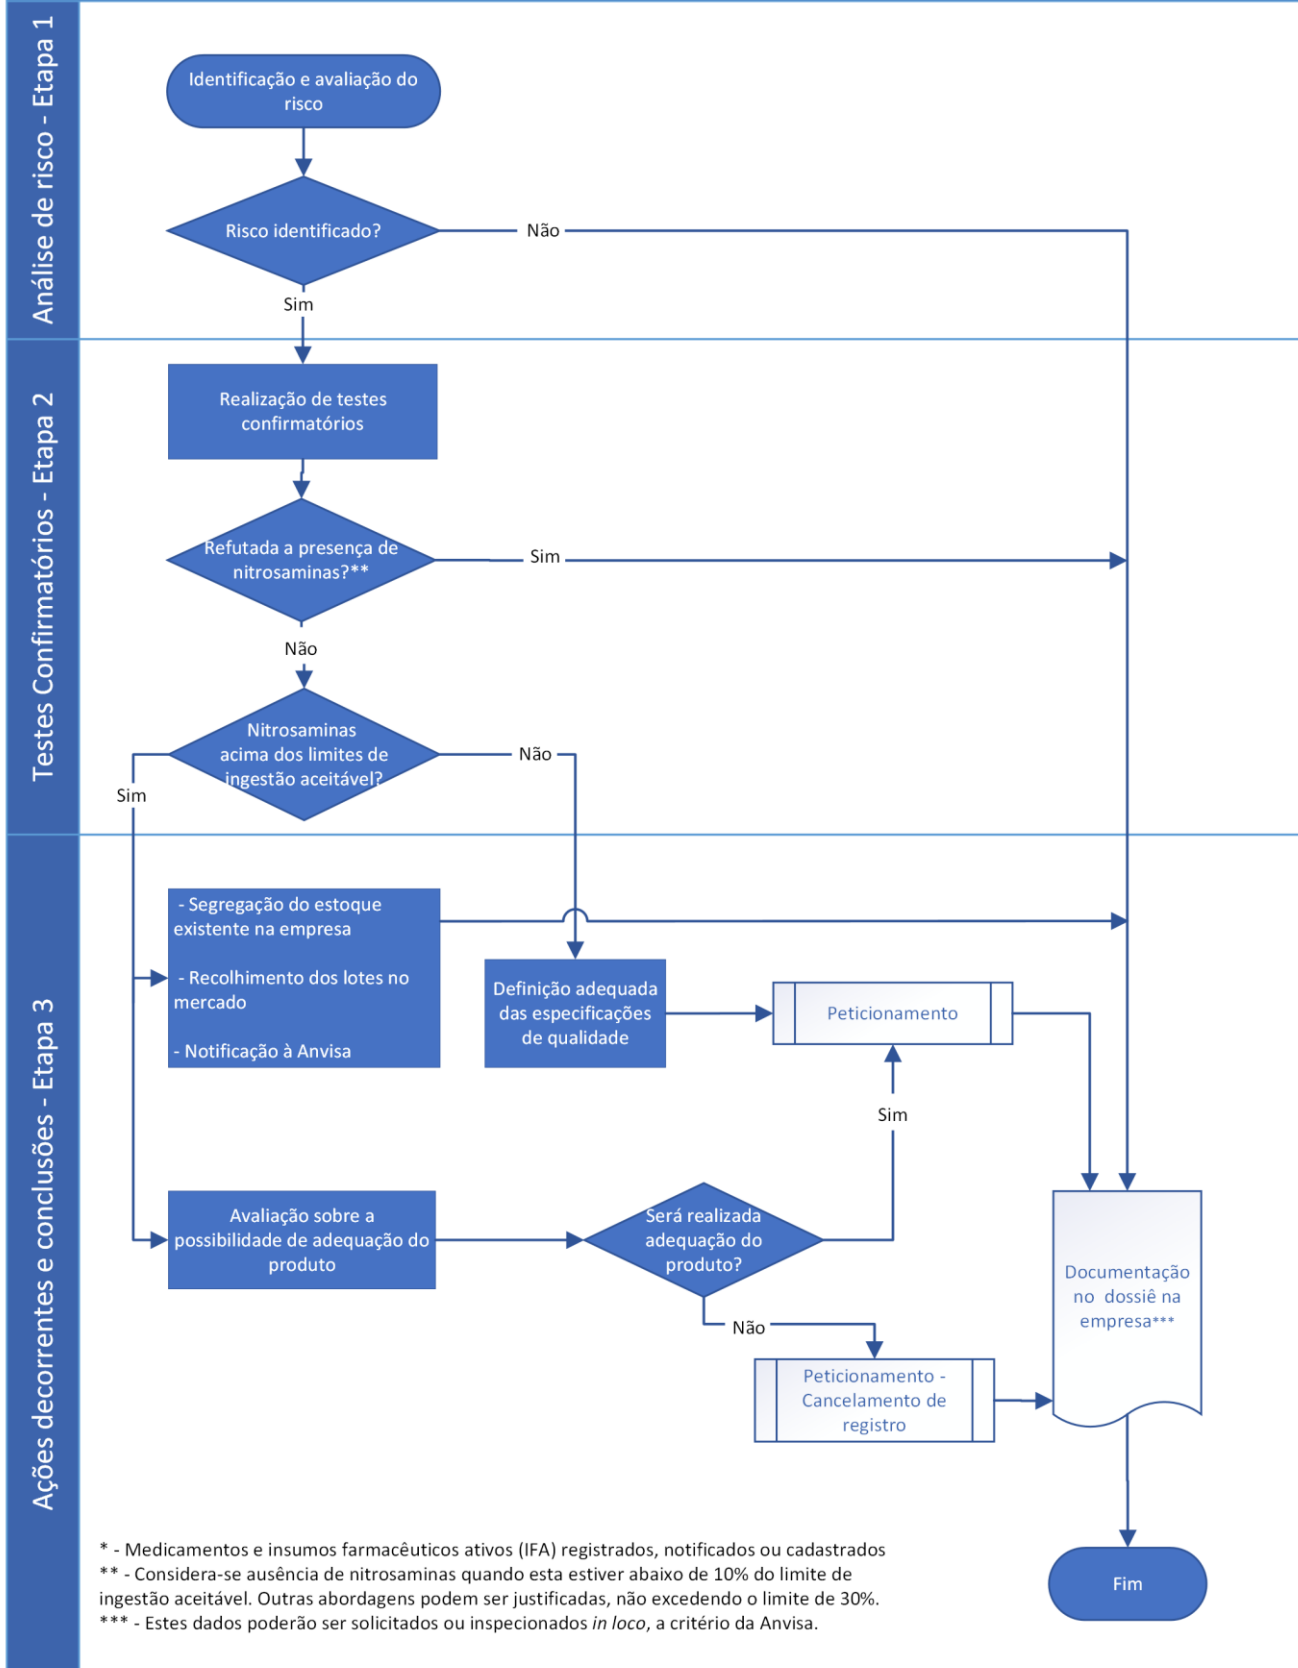 Análise de risco - Etapa 1
Identificação e avaliação do
risco
Risco identificado?
Não
Sim
Testes Confirmatórios - Etapa 2
Realização de testes
confirmatórios
Refutada a presença de
nitrosaminas?**
Sim
Não
Nitrosaminas
acima dos limites de
ingestão aceitável?
Não
Sim
Ações decorrentes e conclusões - Etapa 3
- Segregação do estoque
existente na empresa
- Recolhimento dos lotes no
mercado
- Notificação à Anvisa
Definição adequada
das especificações
de qualidade
Peticionamento
Sim
Avaliação sobre a
possibilidade de adequação do
produto
Será realizada
adequação do
produto?
Não
Peticionamento -
Cancelamento de
registro
Documentação
no dossiê na
empresa***
Fim
* - Medicamentos e insumos farmacêuticos ativos (IFA) registrados, notificados ou cadastrados
** - Considera-se ausência de nitrosaminas quando esta estiver abaixo de 10% do limite de
ingestão aceitável. Outras abordagens podem ser justificadas, não excedendo o limite de 30%.
*** - Estes dados poderão ser solicitados ou inspecionados in loco, a critério da Anvisa.